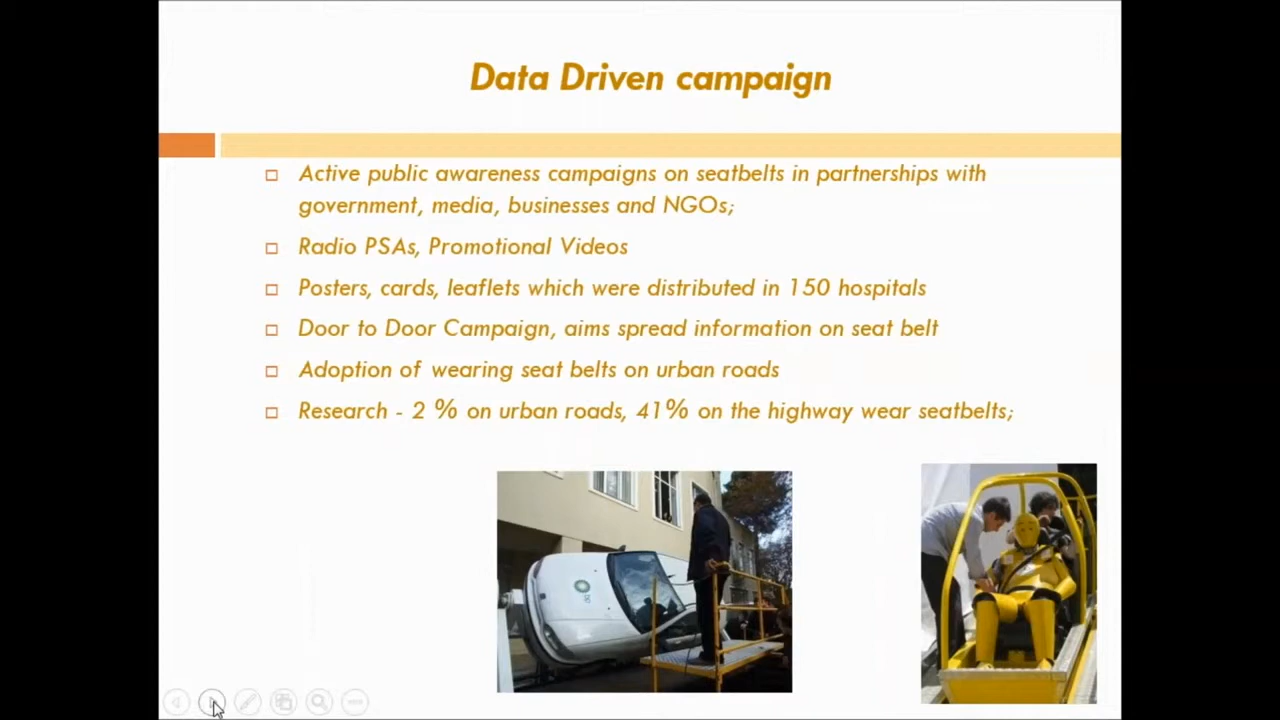 Data Driven campaign
Active public awareness campaigns on seatbelts in partnerships with
government, media, businesses and NGOs;
Radio PSAs, Promotional Videos
Posters, cards, leaflets which were distributed in 150 hospitals
Door to Door Campaign, aims spread information on seat belt
Adoption of wearing seat belts on urban roads
Research - 2 % on urban roads, 41% on the highway wear seatbelts;